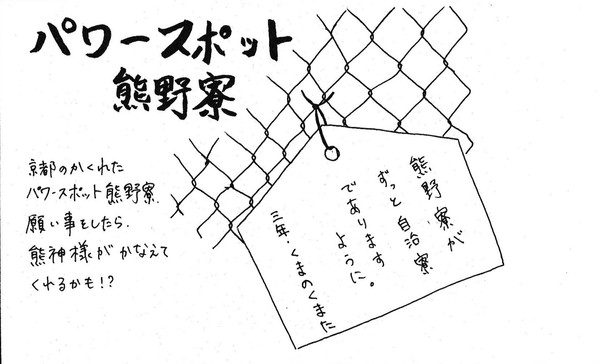 パワースポット
熊野寮
京都のかくれた
パワースポット熊野寮.
願い事をしたら.
熊神様がかなえて
くれるかも!?
熊野寮が
ずっと自治寮
であります
ように。
三年.くまのくまた